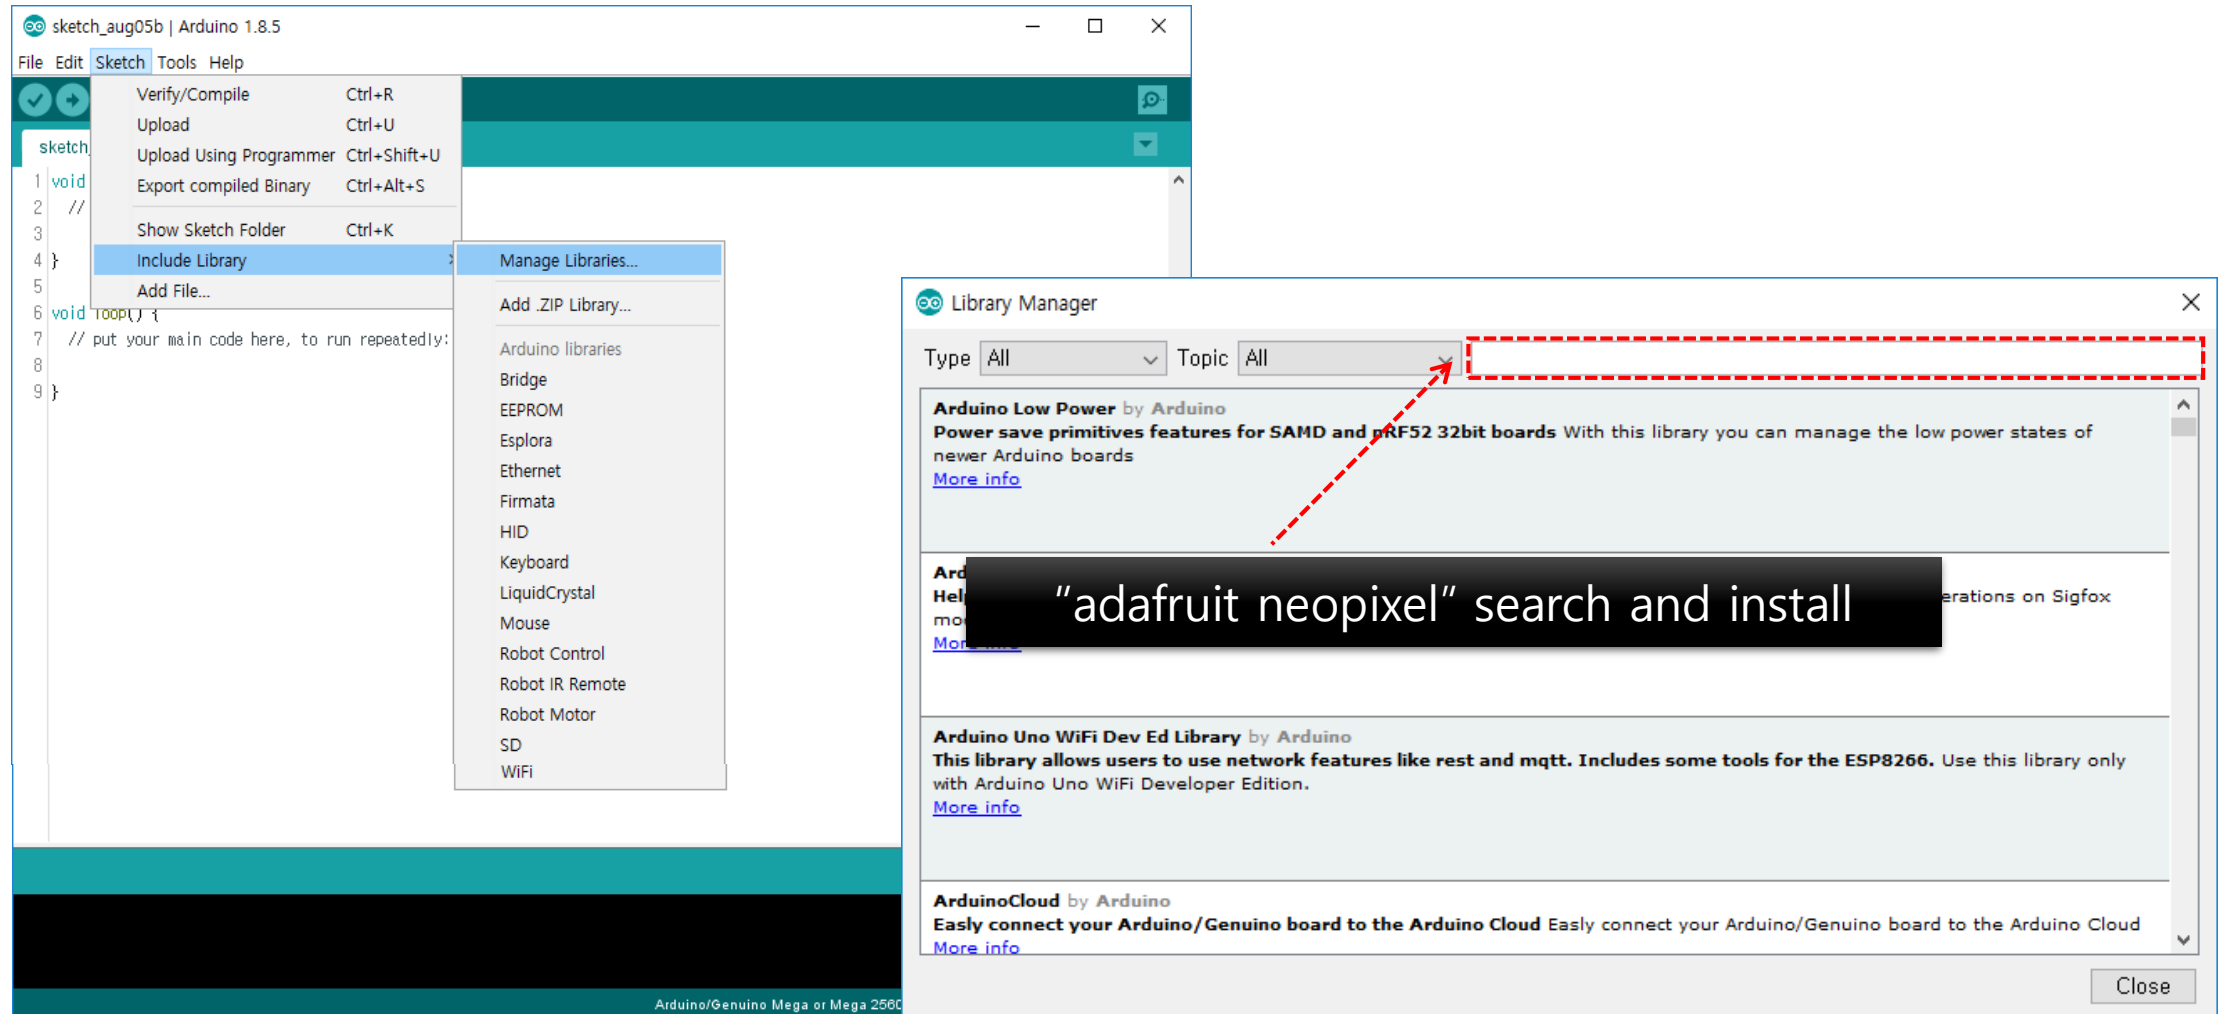 sketch_aug05b | Arduino 1.8.5
File Edit Sketch Tools Help
Verify/Compile Ctrl+R
Upload Ctrl+U
Upload Using Programmer Ctrl+Shift+U
Export compiled Binary Ctrl+Alt+S
Show Sketch Folder Ctrl+K
Include Library
Add File...
sketch_
1 void
2 //
3
4 }
5
6 void loop() {
7 // put your main code here, to run repeatedly:
8
9 }
Manage Libraries...
Add .ZIP Library...
Arduino libraries
Bridge
EEPROM
Esplora
Ethernet
Firmata
HID
Keyboard
LiquidCrystal
Mouse
Robot Control
Robot IR Remote
Robot Motor
SD
WiFi
Arduino/Genuino Mega or Mega 2560
Library Manager
Type All Topic All
Arduino Low Power by Arduino
Power save primitives features for SAMD and nRF52 32bit boards With this library you can manage the low power states of
newer Arduino boards
More info
"adafruit neopixel" search and install
erations on Sigfox
More info
Arduino Uno WiFi Dev Ed Library by Arduino
This library allows users to use network features like rest and mqtt. Includes some tools for the ESP8266. Use this library only
with Arduino Uno WiFi Developer Edition.
More info
ArduinoCloud by Arduino
Easly connect your Arduino/Genuino board to the Arduino Cloud Easly connect your Arduino/Genuino board to the Arduino Cloud
More info
Close